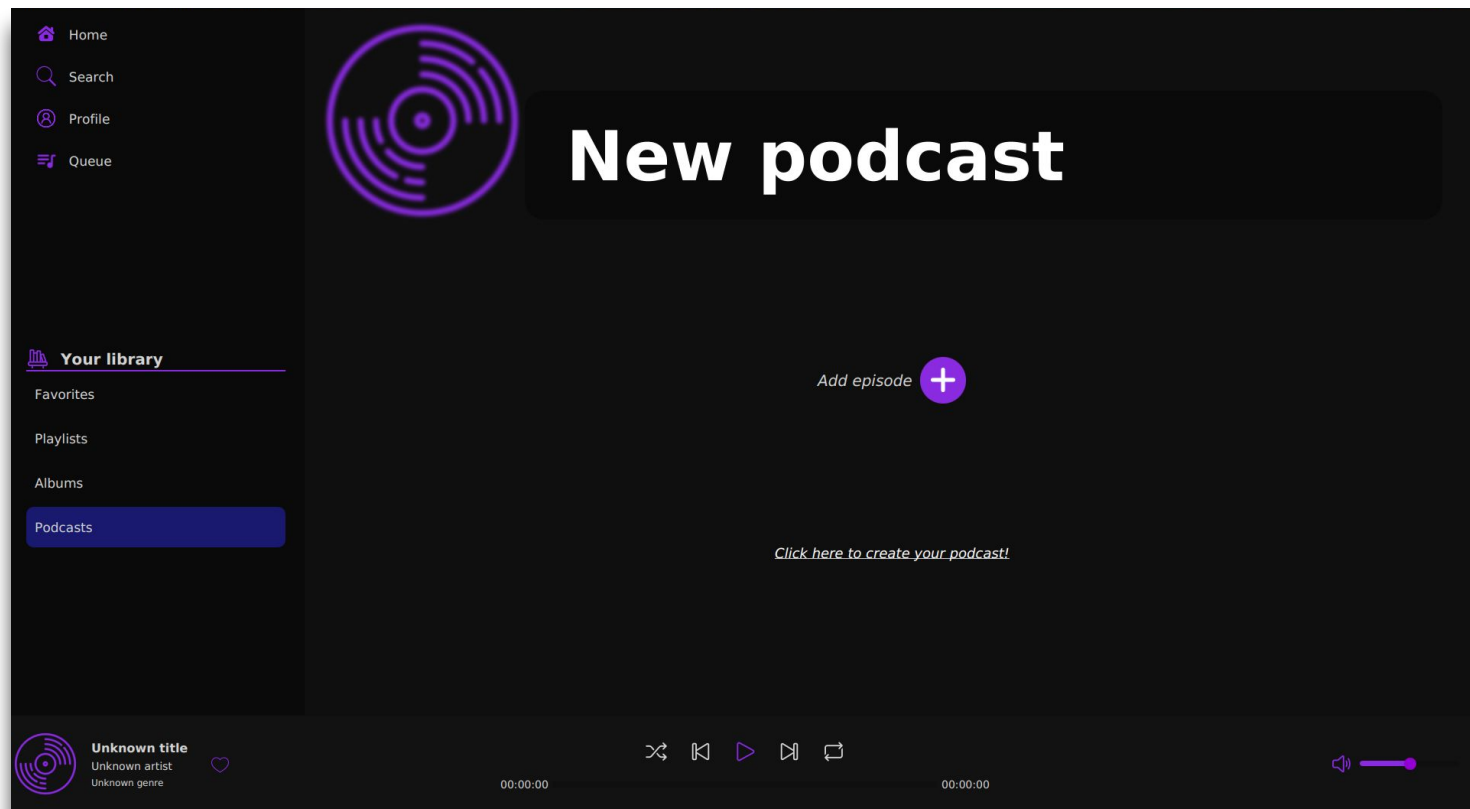 Home
Search
Profile
Queue
New podcast
Your library
Favorites
Playlists
Albums
Podcasts
Add episode
Click here to create your podcast!
Unknown title
Unknown artist
Unknown genre
00:00:00
00:00:00